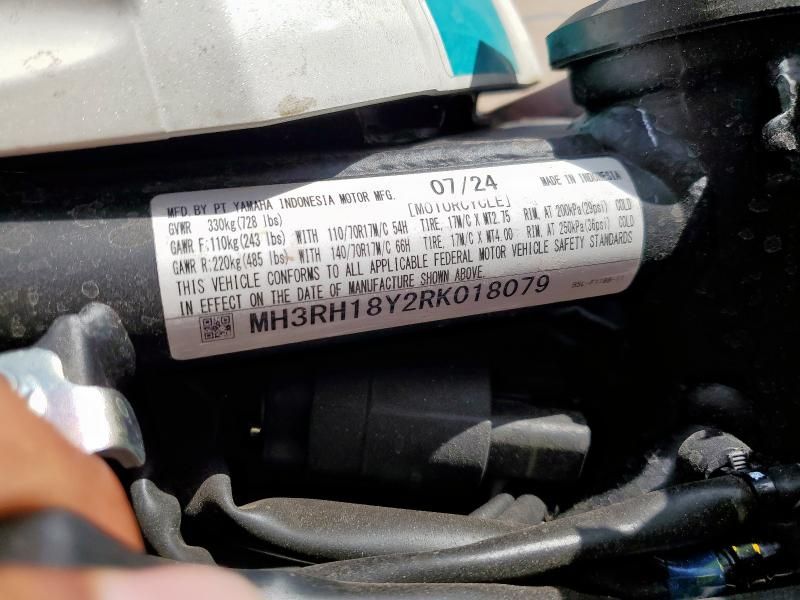 07/24
MFD. BY PT. YAMAHA INDONESIA MOTOR MFG. MADE IN INDONESIA
GVWR 330kg(728 lbs) [MOTORCYCLE]
GAWR F:110kg(243 lbs) WITH 110/70R17M/C 54H TIRE, 17M/C X MT2.75 RIM, AT 200kPa(29psi) COLD
GAWR R:220kg(485 lbs) WITH 140/70R17M/C 66H TIRE, 17M/C X MT4.00 RIM, AT 250kPa(36psi) COLD
THIS VEHICLE CONFORMS TO ALL APPLICABLE FEDERAL MOTOR VEHICLE SAFETY STANDARDS
IN EFFECT ON THE DATE OF MANUFACTURE SHOWN ABOVE.
MH3RH18Y2RK018079